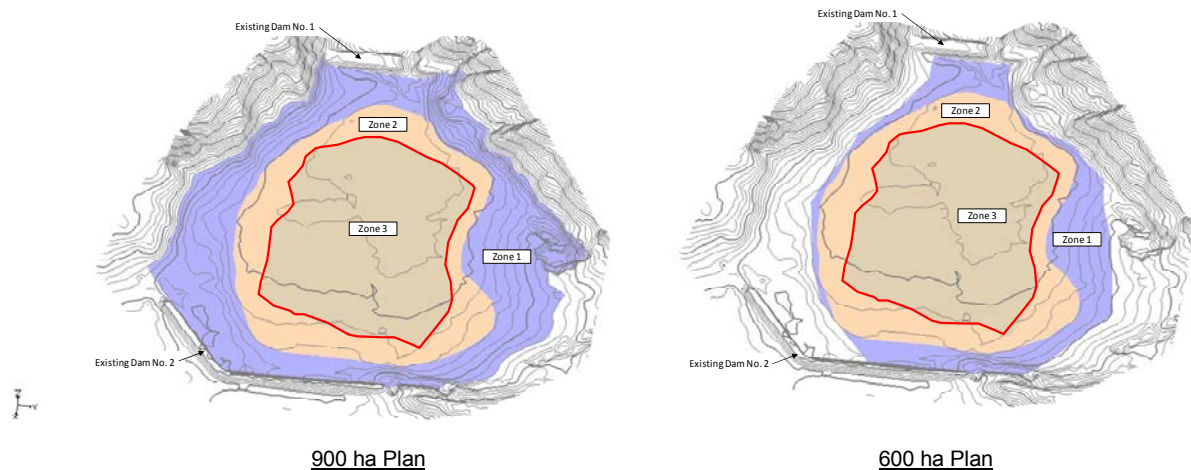 Existing Dam No. 1
Zone 2
Zone 3
Zone 1
Existing Dam No. 2
900 ha Plan
Existing Dam No. 1
Zone 2
Zone 3
Zone 1
Existing Dam No. 2
600 ha Plan